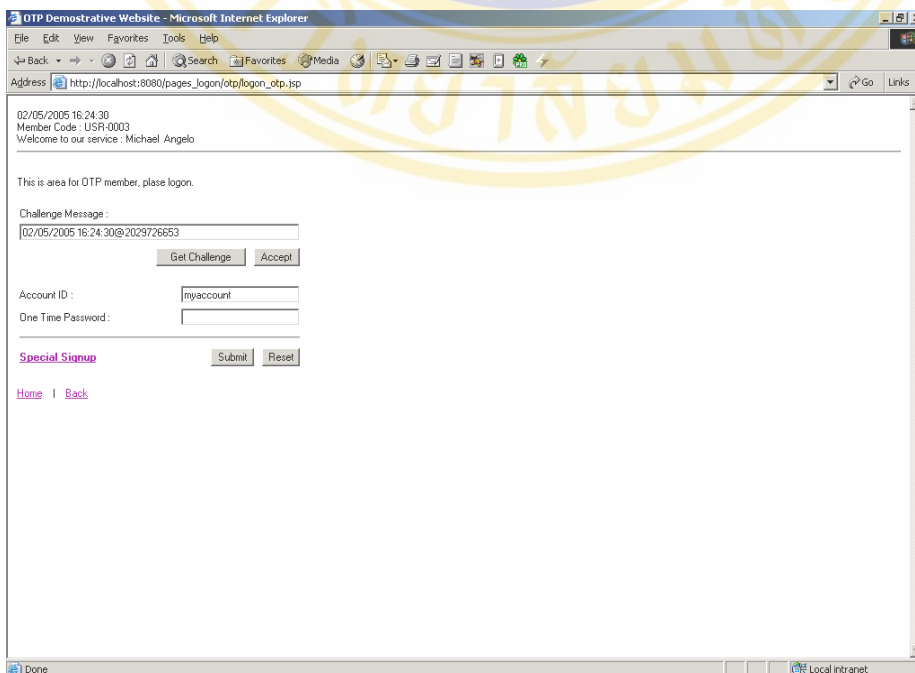 OTP Demostrative Website - Microsoft Internet Explorer
File Edit View Favorites Tools Help
Back Search Favorites Media
Address http://localhost:8080/pages_logon/otp/logon_otp.jsp Go Links
02/05/2005 16:24:30
Member Code : USR-0003
Welcome to our service : Michael Angelo
This is area for OTP member, plase logon.
Challenge Message :
02/05/2005 16:24:30@2029726653
Get Challenge Accept
Account ID : myaccount
One Time Password :
Special Signup Submit Reset
Home | Back
Done Local intranet